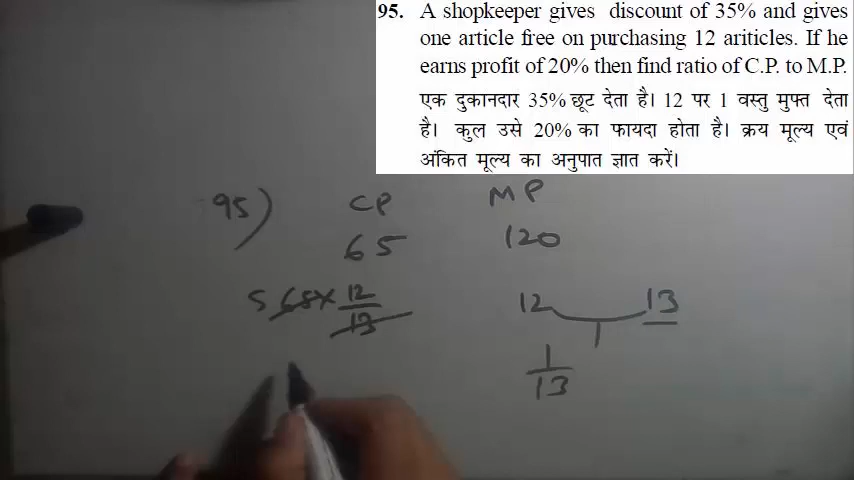 95. A shopkeeper gives discount of 35% and gives
one article free on purchasing 12 ariticles. If he
earns profit of 20% then find ratio of C.P. to M.P.
एक दुकानदार 35% छूट देता है। 12 पर 1 वस्तु मुफ्त देता
है। कुल उसे 20% का फायदा होता है। क्रय मूल्य एवं
अंकित मूल्य का अनुपात ज्ञात करें।
95) CP MP
65 120
5 65 × 12/13 12 13
1/13